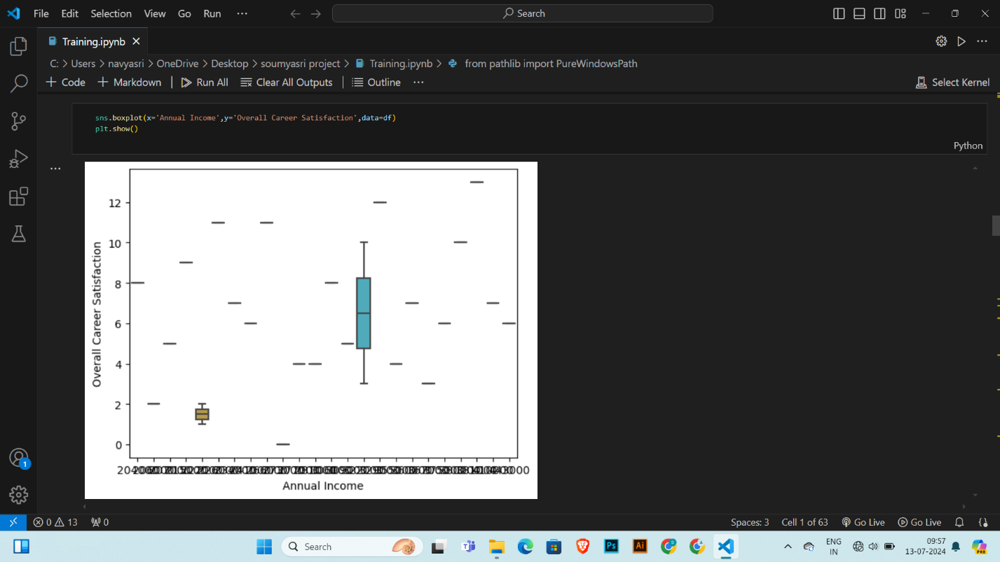 File Edit Selection View Go Run ...
Search
Training.ipynb
C: > Users > navyasri > OneDrive > Desktop > soumyasri project > Training.ipynb > from pathlib import PureWindowsPath
+ Code + Markdown Run All Clear All Outputs Outline ... Select Kernel
sns.boxplot(x='Annual Income',y='Overall Career Satisfaction',data=df)
plt.show()
Python
...
Overall Career Satisfaction
12
10
8
6
4
2
0
Annual Income
1
0 13 0 Spaces: 3 Cell 1 of 63 Go Live Go Live
Search
Ps
Ai
S
PRE
ENG
IN
09:57
13-07-2024